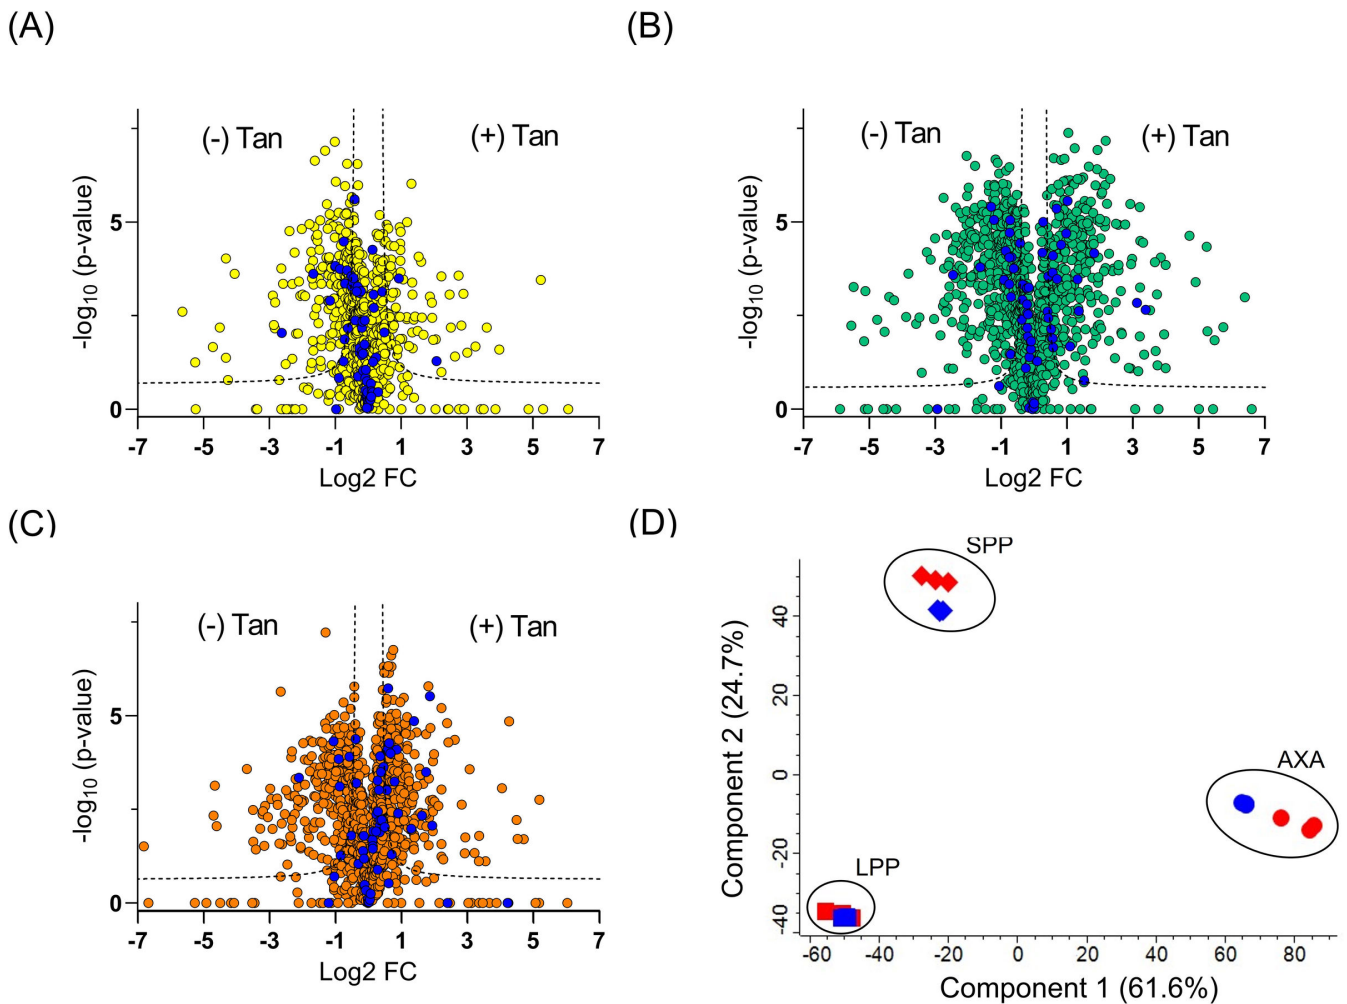 (A)
(-) Tan
(+) Tan
-log10 (p-value)
5
0
-7 -5 -3 -1 1 3 5 7
Log2 FC
(B)
(-) Tan
(+) Tan
-log10 (p-value)
5
0
-7 -5 -3 -1 1 3 5 7
Log2 FC
(C)
(-) Tan
(+) Tan
-log10 (p-value)
5
0
-7 -5 -3 -1 1 3 5 7
Log2 FC
(D)
SPP
AXA
LPP
Component 2 (24.7%)
40
20
0
-20
-40
-60 -40 -20 0 20 40 60 80
Component 1 (61.6%)